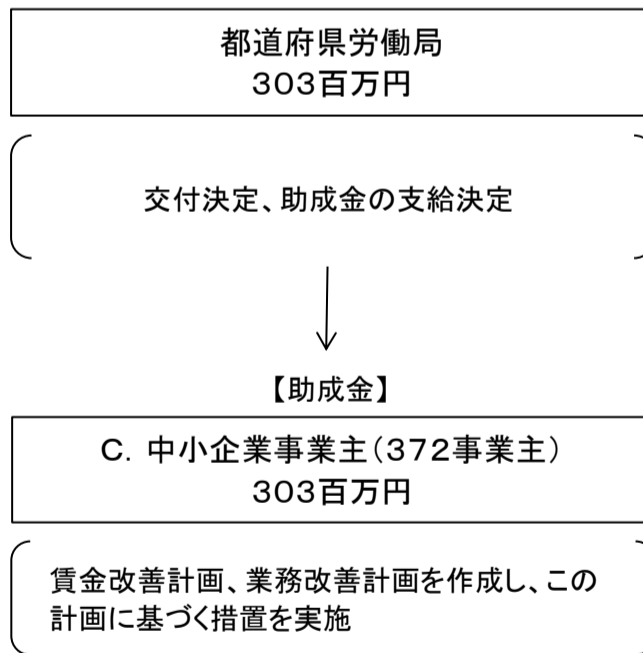 都道府県労働局
303百万円
交付決定、助成金の支給決定
【助成金】
C. 中小企業事業主(372事業主)
303百万円
賃金改善計画、業務改善計画を作成し、この
計画に基づく措置を実施